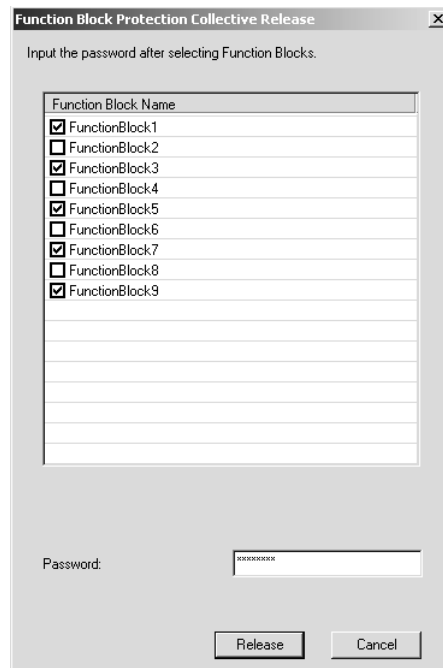 Function Block Protection Collective Release
Input the password after selecting Function Blocks.
Function Block Name
FunctionBlock1
FunctionBlock2
FunctionBlock3
FunctionBlock4
FunctionBlock5
FunctionBlock6
FunctionBlock7
FunctionBlock8
FunctionBlock9
Password: ********
Release Cancel